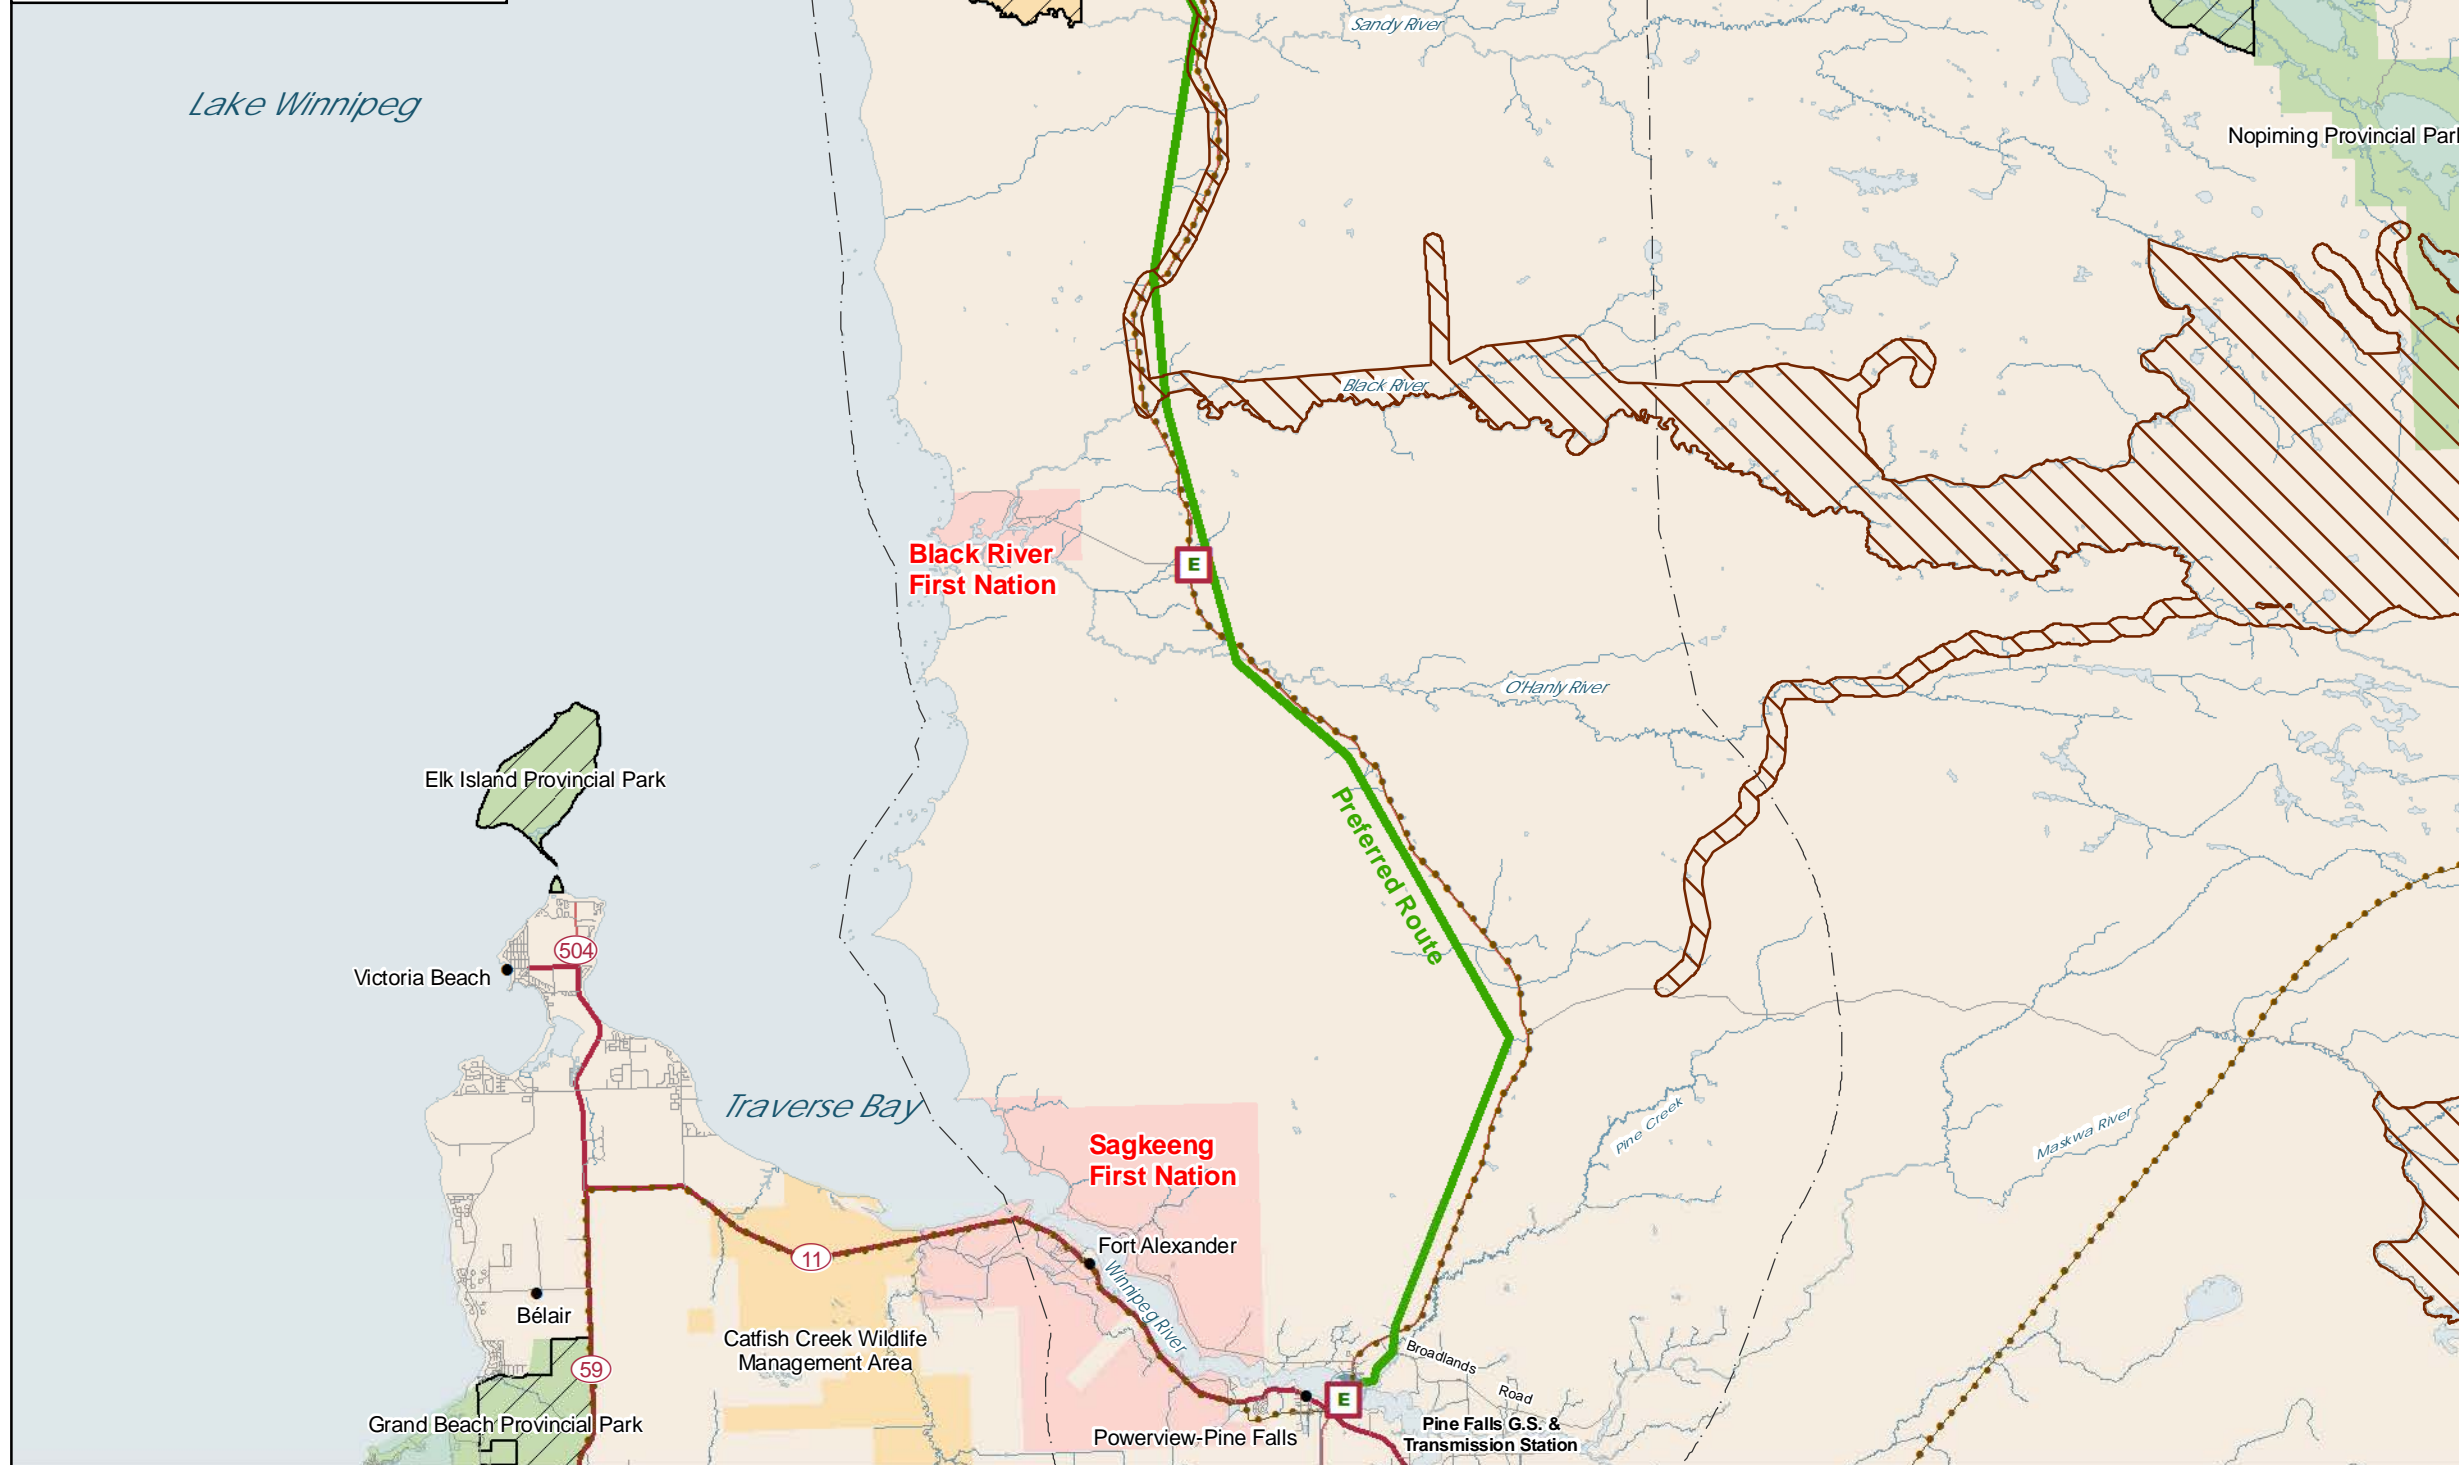 Sandy River
Lake Winnipeg
Nopiming Provincial Par
Black River
Black River
First Nation
E
O'Hanly River
Elk Island Provincial Park
Preferred Route
504
Victoria Beach
Traverse Bay
Pine Creek
Maskwa River
Sagkeeng
First Nation
11
Fort Alexander
Winnipeg River
Bélair
Catfish Creek Wildlife
Management Area
59
Broadlands
Road
E
Grand Beach Provincial Park
Powerview-Pine Falls
Pine Falls G.S. &
Transmission Station